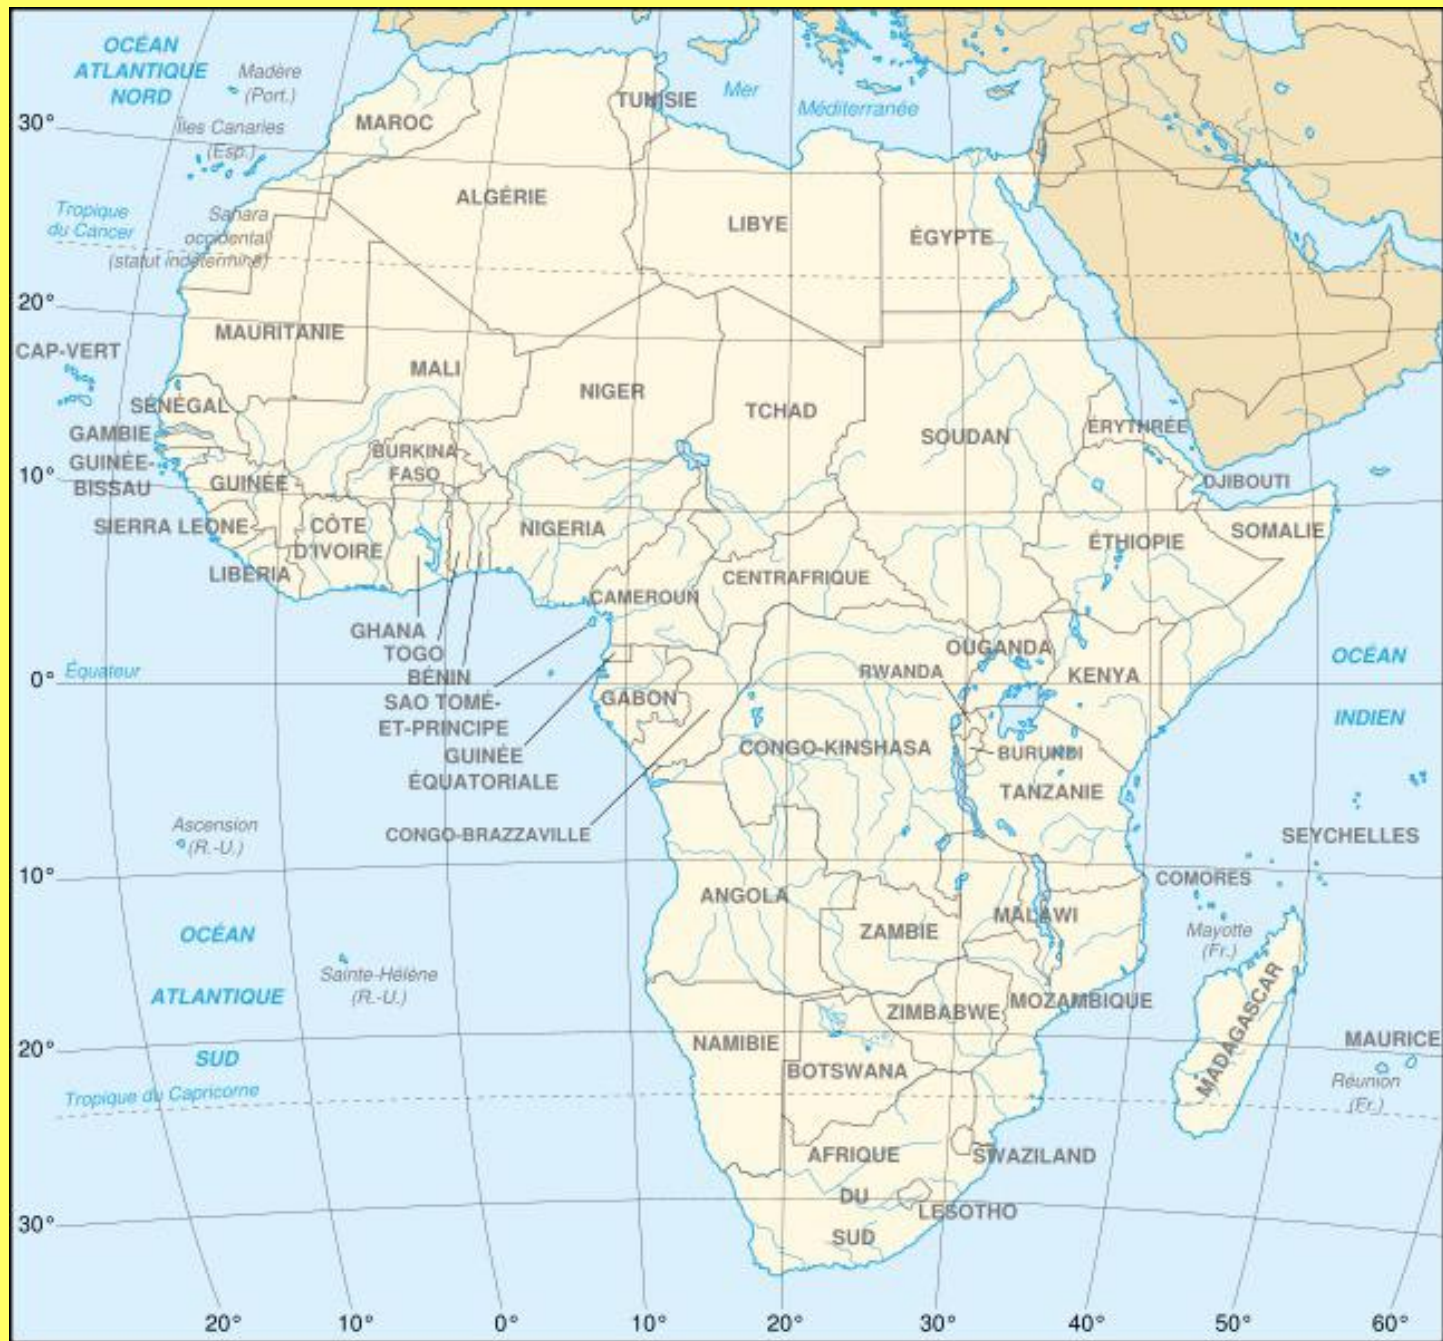 OCÉAN
ATLANTIQUE
NORD
Madère
(Port.)
Îles Canaries
(Esp.)
Mer
Méditerranée
TUNISIE
MAROC
30°
ALGÉRIE
LIBYE
ÉGYPTE
Tropique
du Cancer
Sahara
occidental
(statut indéterminé)
20°
MAURITANIE
CAP-VERT
MALI
NIGER
TCHAD
SOUDAN
ÉRYTHRÉE
SÉNÉGAL
GAMBIE
GUINÉE-
BISSAU
BURKINA
FASO
10°
GUINÉE
DJIBOUTI
SIERRA LEONE
CÔTE
D'IVOIRE
NIGERIA
SOMALIE
ÉTHIOPIE
LIBERIA
CENTRAFRIQUE
CAMEROUN
GHANA
TOGO
BÉNIN
SAO TOMÉ-
ET-PRINCIPE
GUINÉE
ÉQUATORIALE
OUGANDA
RWANDA
KENYA
OCÉAN
INDIEN
0°
Équateur
GABON
CONGO-KINSHASA
BURUNDI
TANZANIE
CONGO-BRAZZAVILLE
Ascension
(R.-U.)
SEYCHELLES
10°
COMORES
ANGOLA
MALAWI
ZAMBIE
Mayotte
(Fr.)
OCÉAN
ATLANTIQUE
SUD
Sainte-Hélène
(R.-U.)
MOZAMBIQUE
ZIMBABWE
MADAGASCAR
MAURICE
NAMIBIE
20°
BOTSWANA
Réunion
(Fr.)
Tropique du Capricorne
AFRIQUE
DU
SUD
SWAZILAND
LESOTHO
30°
20°
10°
0°
10°
20°
30°
40°
50°
60°